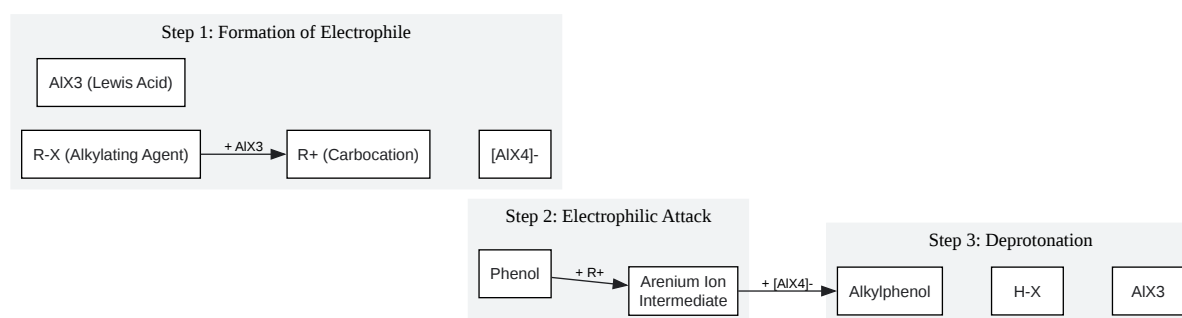 Step 1: Formation of Electrophile
AlX3 (Lewis Acid)
R-X (Alkylating Agent)
+ AlX3
R+ (Carbocation)
[AlX4]-
Step 2: Electrophilic Attack
Phenol
+ R+
Arenium Ion
Intermediate
+ [AlX4]-
Step 3: Deprotonation
Alkylphenol
H-X
AlX3